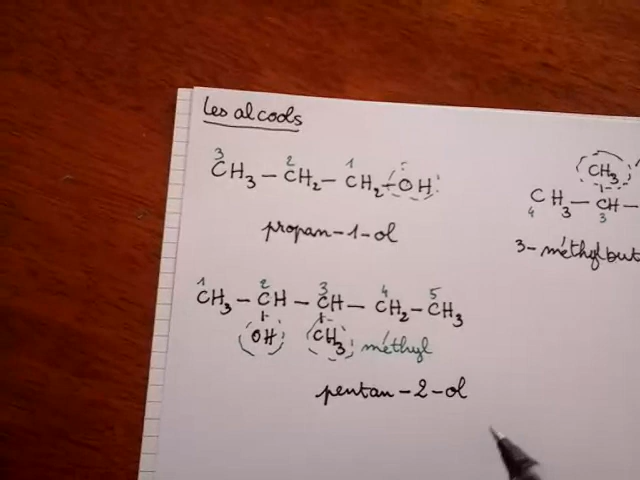 Les alcools
3 2 1
CH₃ — CH₂ — CH₂ — OH
propan-1-ol
CH₃
CH₃ — CH —
4 3
3-méthylbut
1 2 3 4 5
CH₃ — CH — CH — CH₂ — CH₃
OH CH₃ méthyl
pentan-2-ol